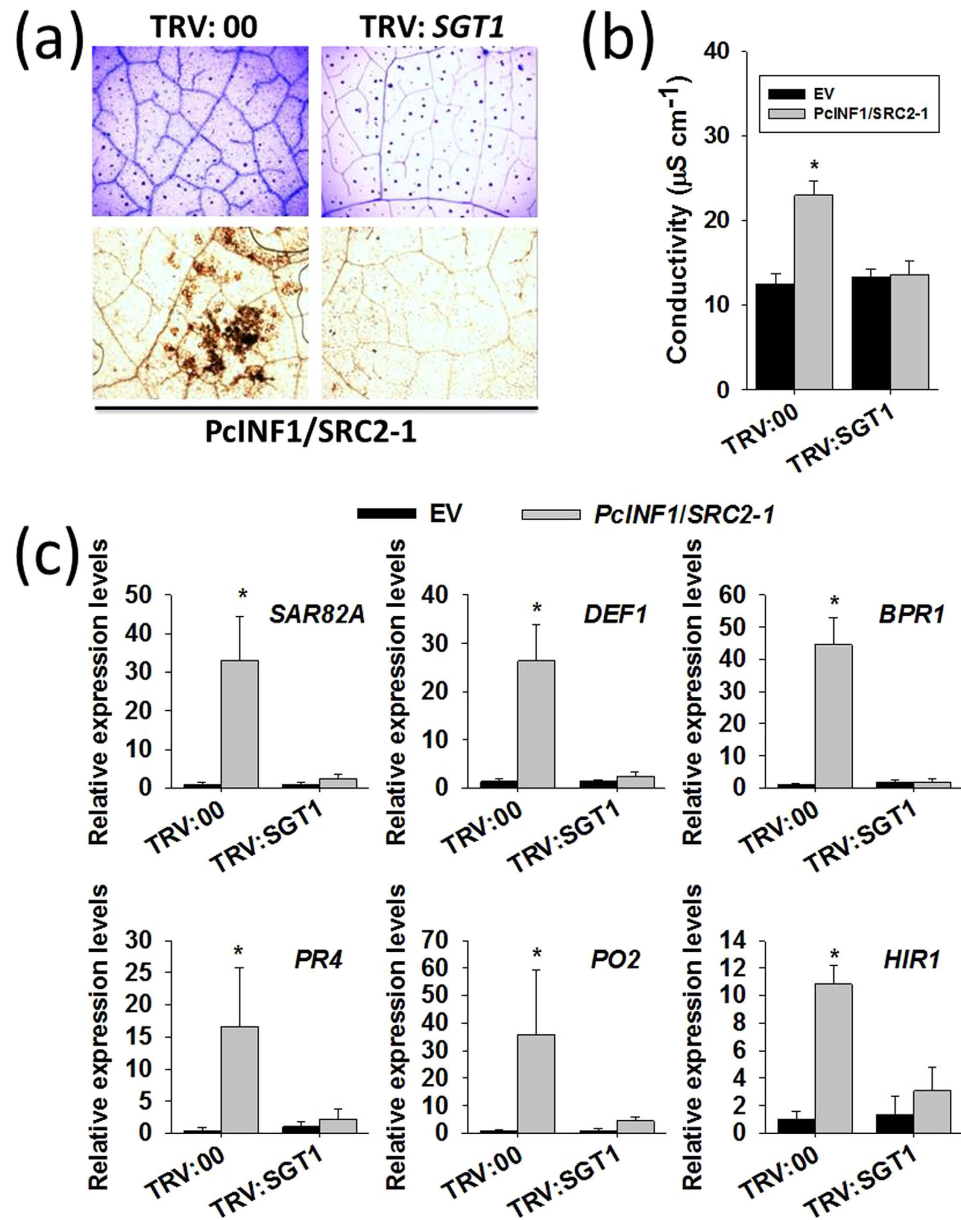 (a)
TRV: 00
TRV: SGT1
PcINF1/SRC2-1
(b)
Conductivity (µS cm-1)
40
30
20
10
0
EV
PcINF1/SRC2-1
*
TRV:00
TRV:SGT1
(c)
EV
PcINF1/SRC2-1
Relative expression levels
50
40
30
20
10
0
*
SAR82A
TRV:00
TRV:SGT1
Relative expression levels
40
30
20
10
0
*
DEF1
TRV:00
TRV:SGT1
Relative expression levels
60
50
40
30
20
10
0
*
BPR1
TRV:00
TRV:SGT1
Relative expression levels
30
25
20
15
10
5
0
*
PR4
TRV:00
TRV:SGT1
Relative expression levels
70
60
50
40
30
20
10
0
*
PO2
TRV:00
TRV:SGT1
Relative expression levels
14
12
10
8
6
4
2
0
*
HIR1
TRV:00
TRV:SGT1